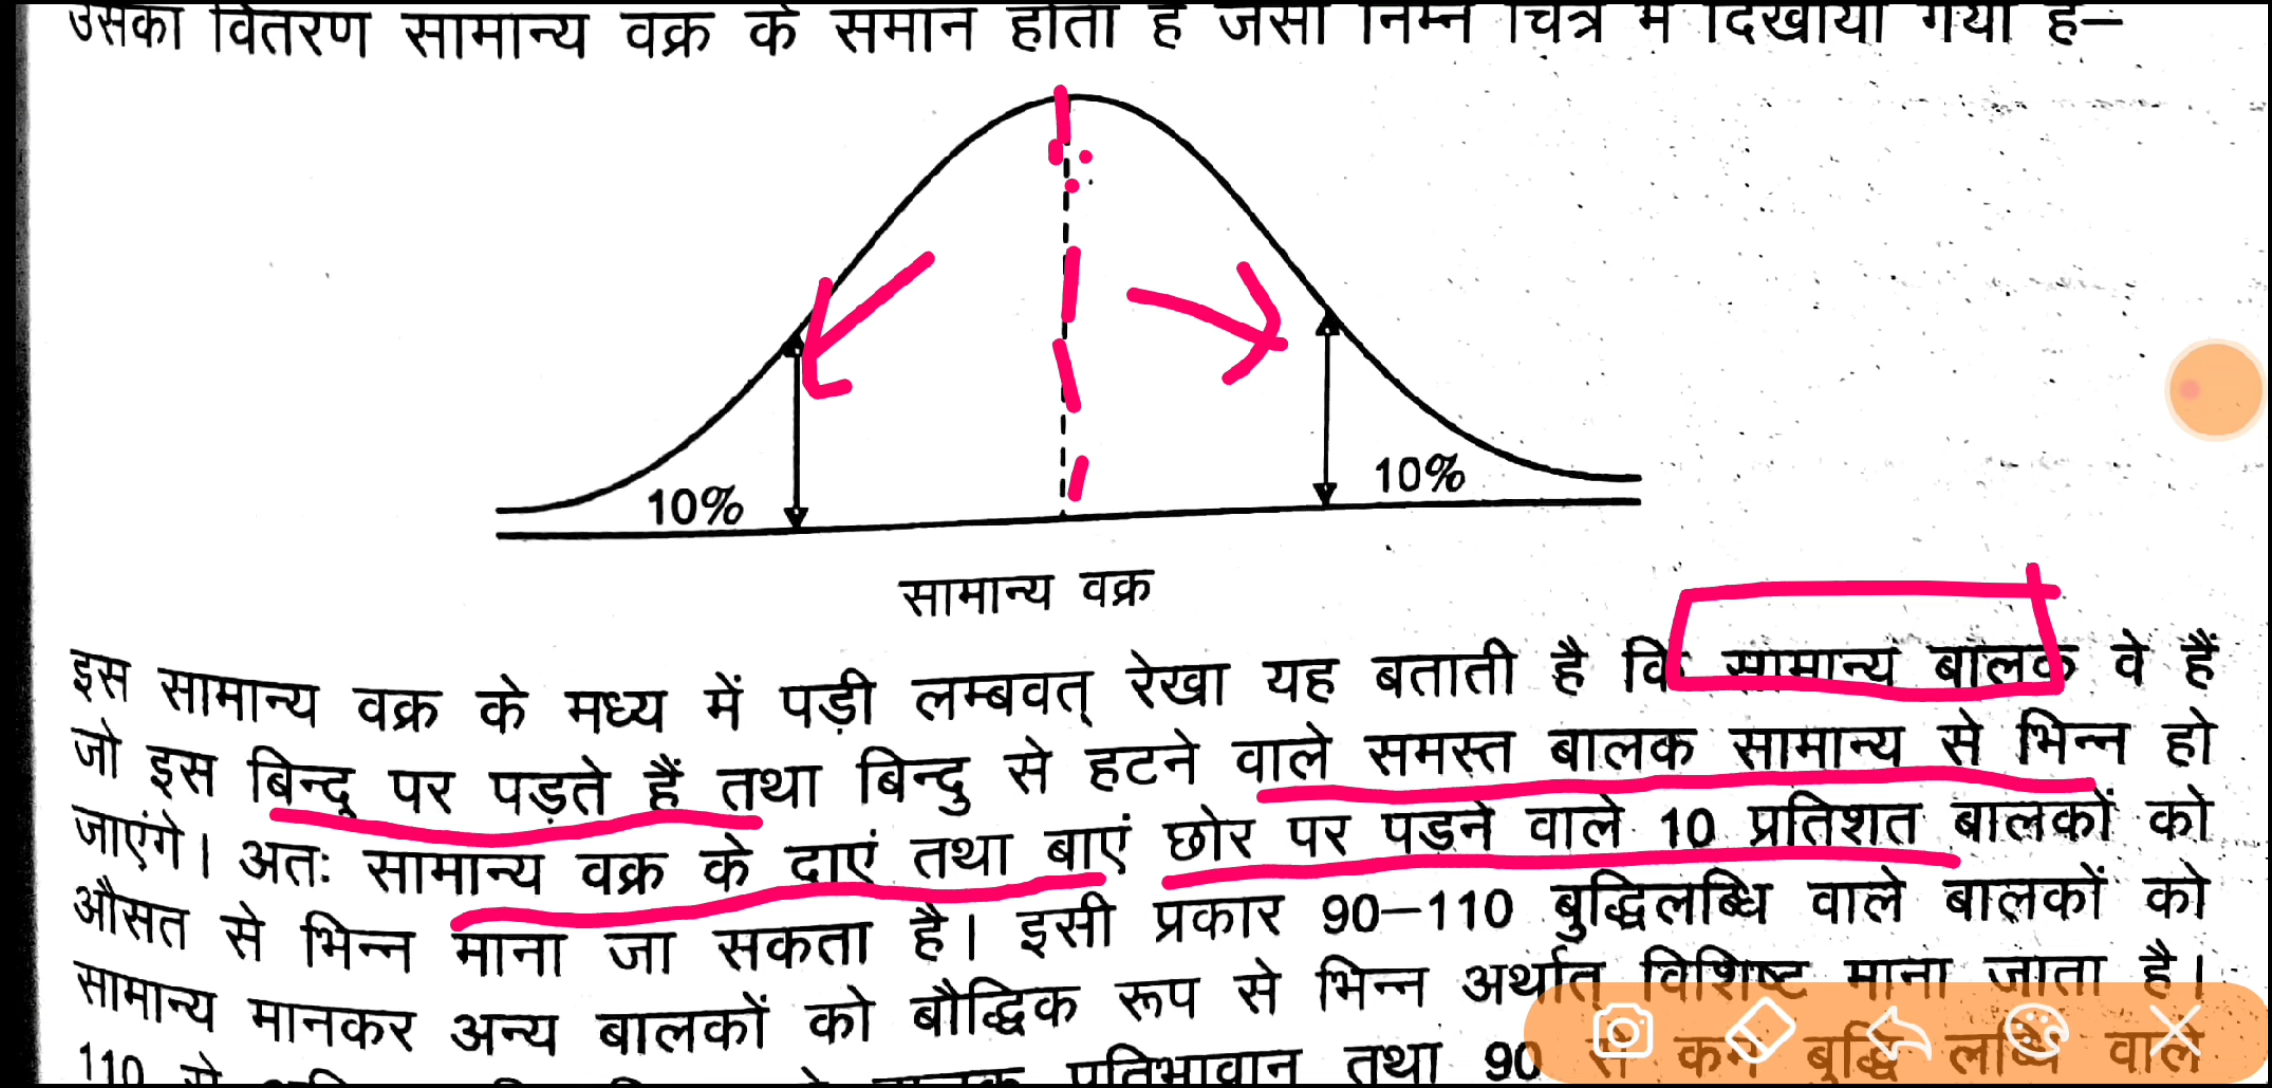 उसका वितरण सामान्य वक्र के समान होता है जैसा निम्न चित्र में दिखाया गया है—
10%
10%
सामान्य वक्र
इस सामान्य वक्र के मध्य में पड़ी लम्बवत् रेखा यह बताती है कि सामान्य बालक वे हैं
जो इस बिन्दु पर पड़ते हैं तथा बिन्दु से हटने वाले समस्त बालक सामान्य से भिन्न हो
जाएंगे। अतः सामान्य वक्र के दाएं तथा बाएं छोर पर पडने वाले 10 प्रतिशत बालकों को
औसत से भिन्न माना जा सकता है। इसी प्रकार 90–110 बुद्धिलब्धि वाले बालकों को
सामान्य मानकर अन्य बालकों को बौद्धिक रूप से भिन्न अर्थात् विशिष्ट माना जाता है।
110 से प्रतिभावान तथा 90 से कम बुद्धि लब्धि वाले